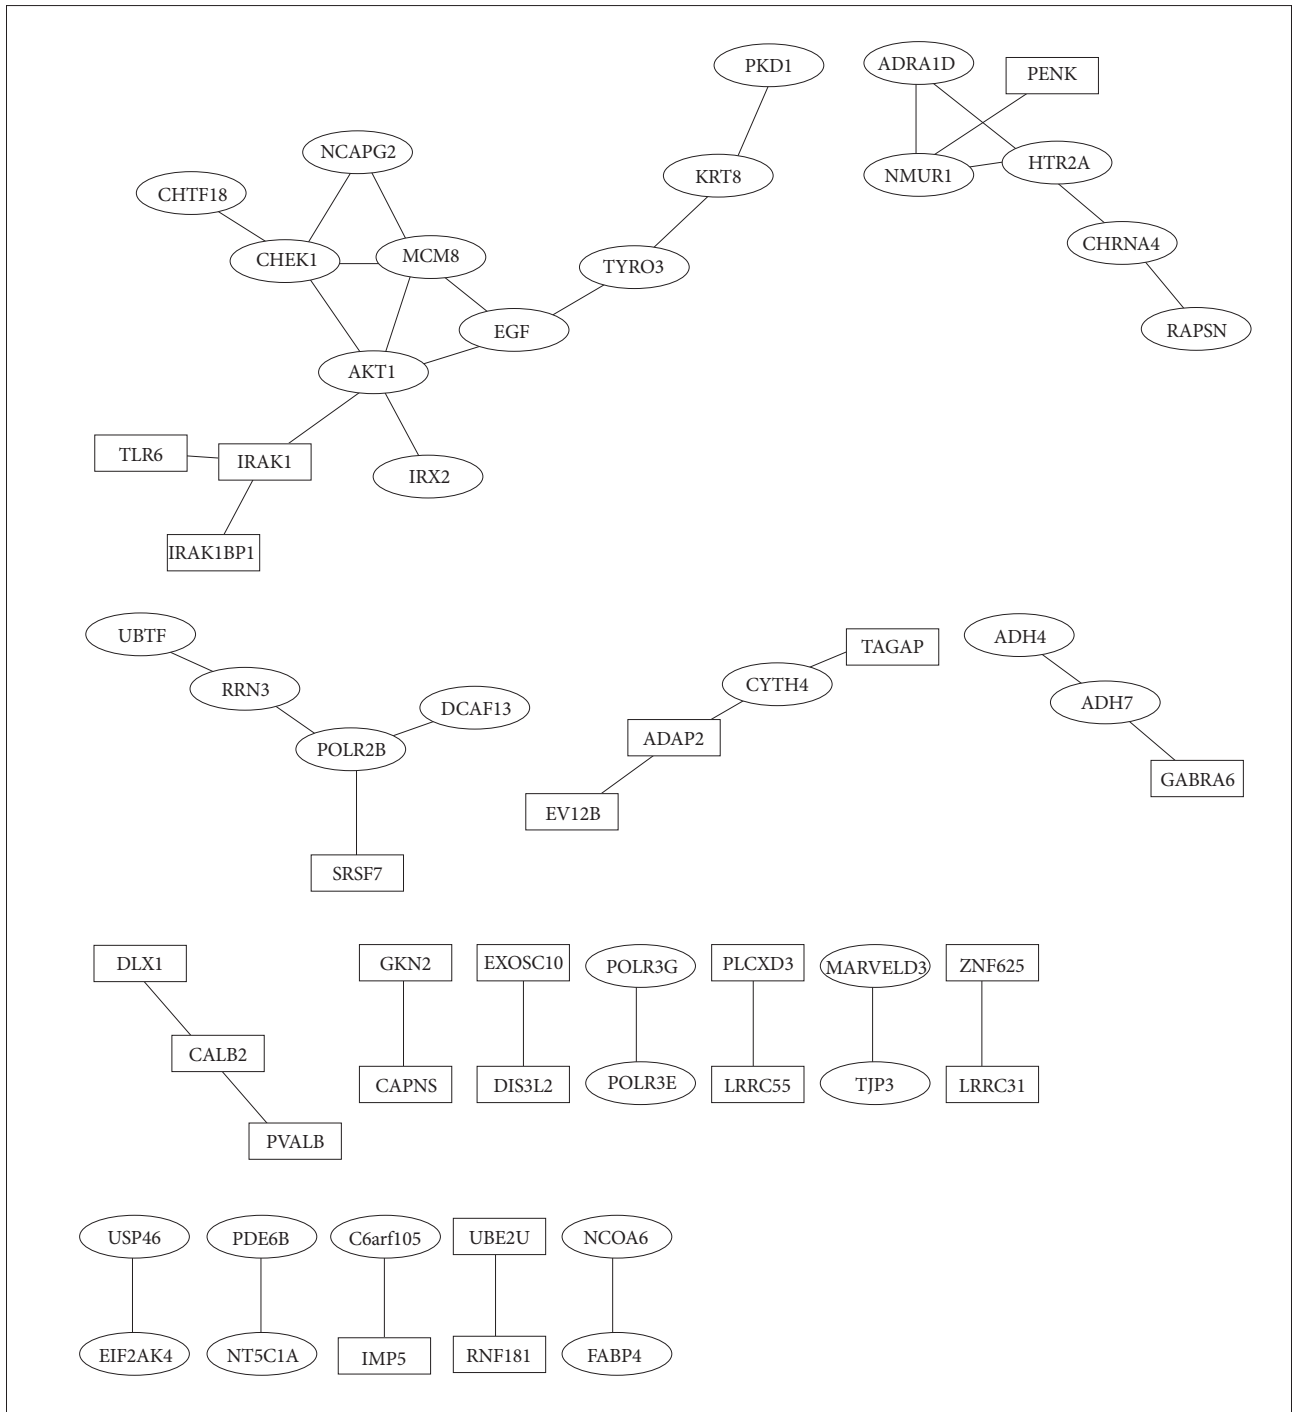 PKD1
ADRA1D
PENK
NCAPG2
KRT8
NMUR1
HTR2A
CHTF18
CHEK1
MCM8
TYRO3
CHRNA4
EGF
RAPSN
AKT1
TLR6
IRAK1
IRX2
IRAK1BP1
UBTF
RRN3
DCAF13
POLR2B
SRSF7
TAGAP
CYTH4
ADAP2
EV12B
ADH4
ADH7
GABRA6
DLX1
CALB2
PVALB
GKN2
EXOSC10
POLR3G
PLCXD3
MARVELD3
ZNF625
CAPNS
DIS3L2
POLR3E
LRRC55
TJP3
LRRC31
USP46
PDE6B
C6arf105
UBE2U
NCOA6
EIF2AK4
NT5C1A
IMP5
RNF181
FABP4